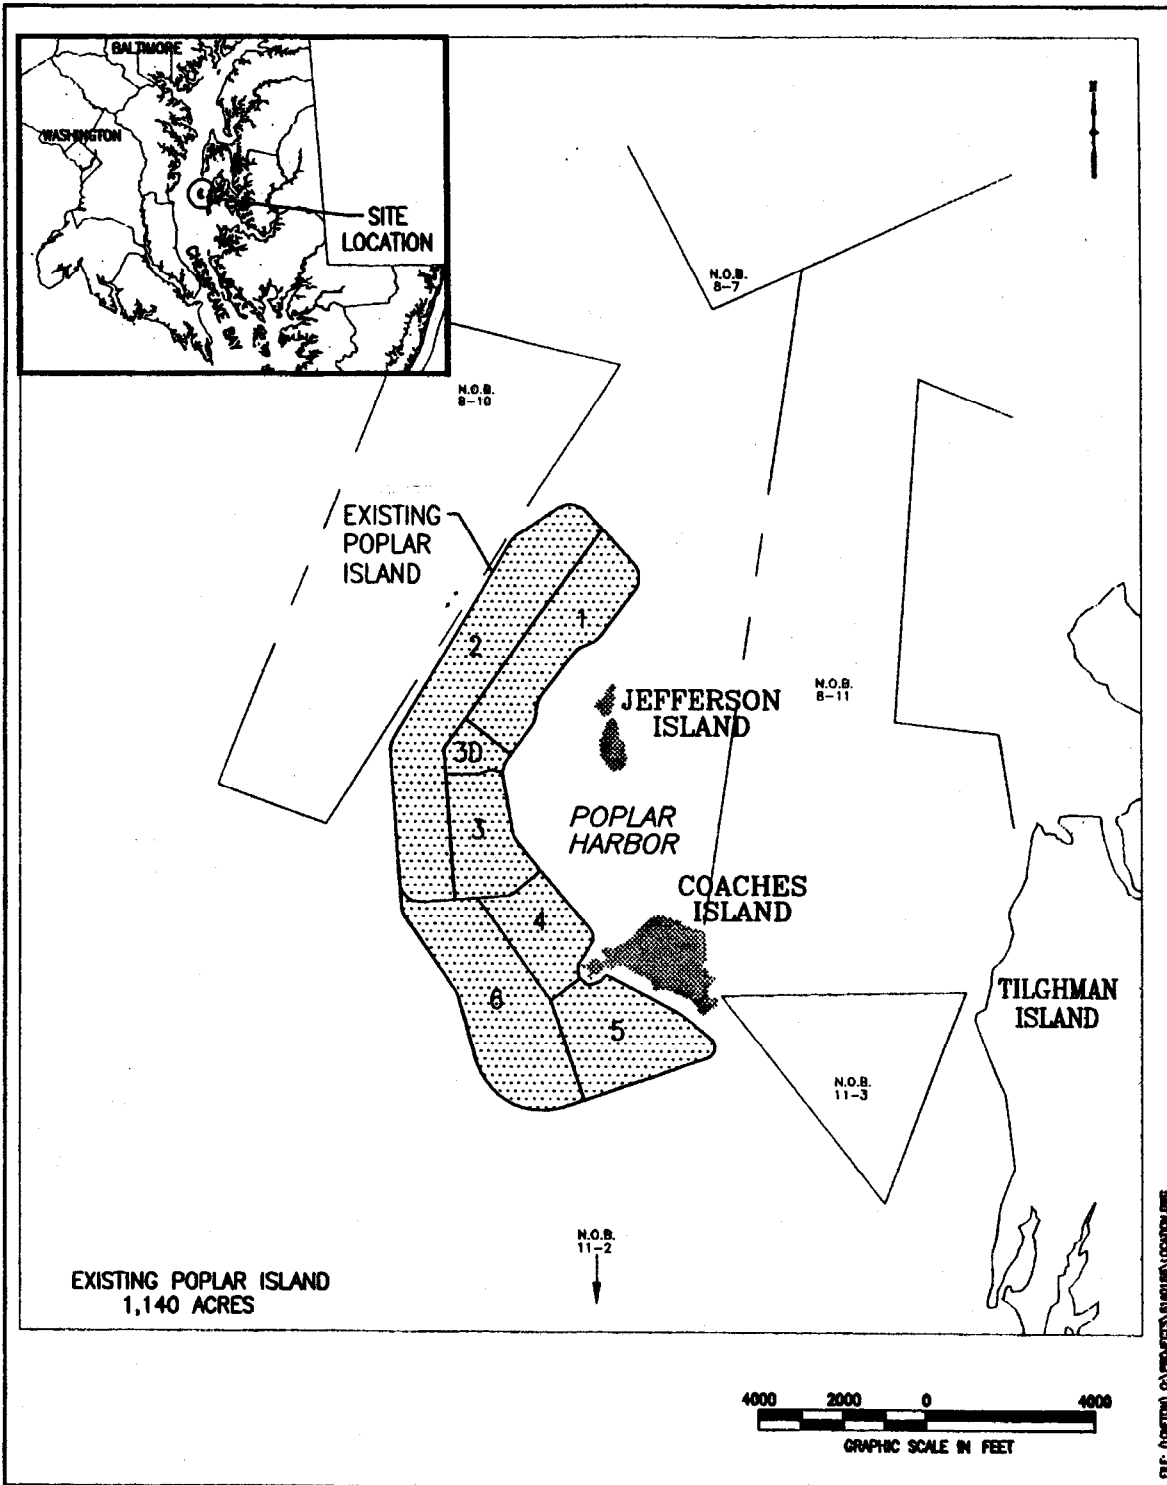 BALTIMORE
WASHINGTON
SITE
LOCATION
CHESAPEAKE BAY
N
N.O.B.
8-7
N.O.B.
8-10
EXISTING
POPLAR
ISLAND
1
2
N.O.B.
8-11
JEFFERSON
ISLAND
3D
3
POPLAR
HARBOR
COACHES
ISLAND
4
6
5
TILGHMAN
ISLAND
N.O.B.
11-3
N.O.B.
11-2
EXISTING POPLAR ISLAND
1,140 ACRES
4000 2000 0 4000
GRAPHIC SCALE IN FEET